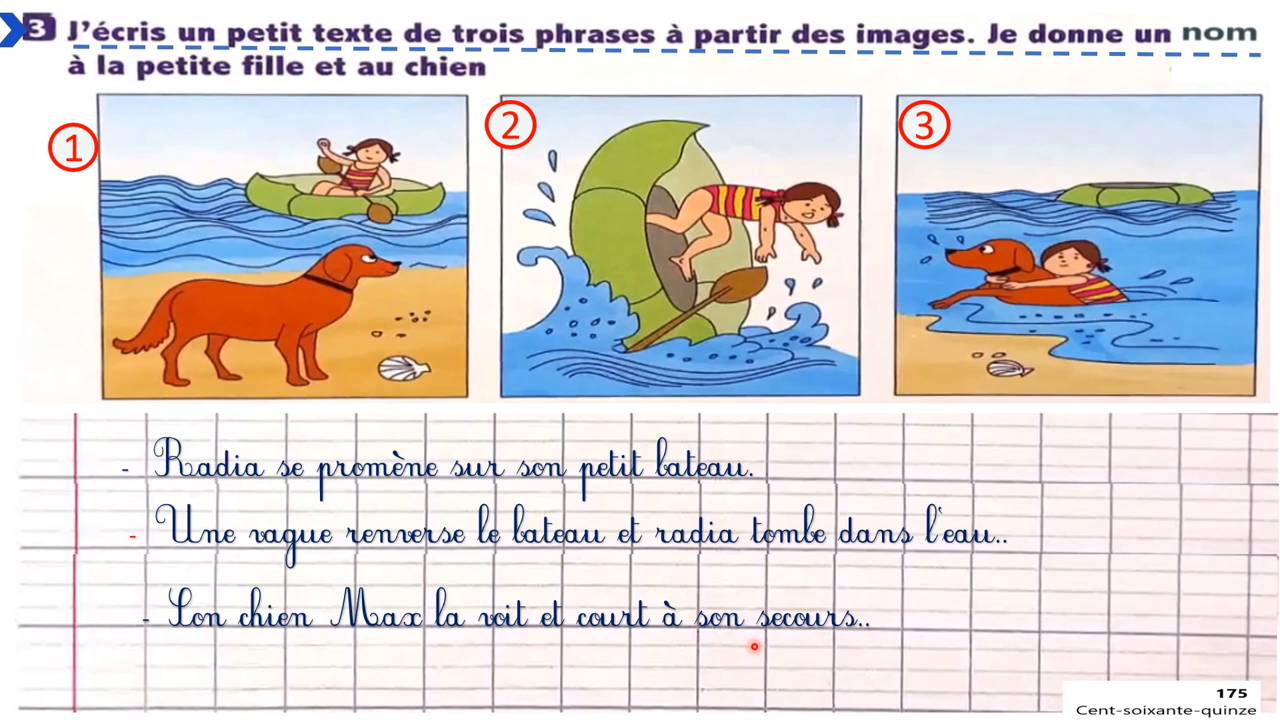 3 J'écris un petit texte de trois phrases à partir des images. Je donne un nom
à la petite fille et au chien
1
2
3
- Radia se promène sur son petit bateau.
- Une vague renverse le bateau et radia tombe dans l'eau..
- Son chien Max la voit et court à son secours..
175
Cent-soixante-quinze